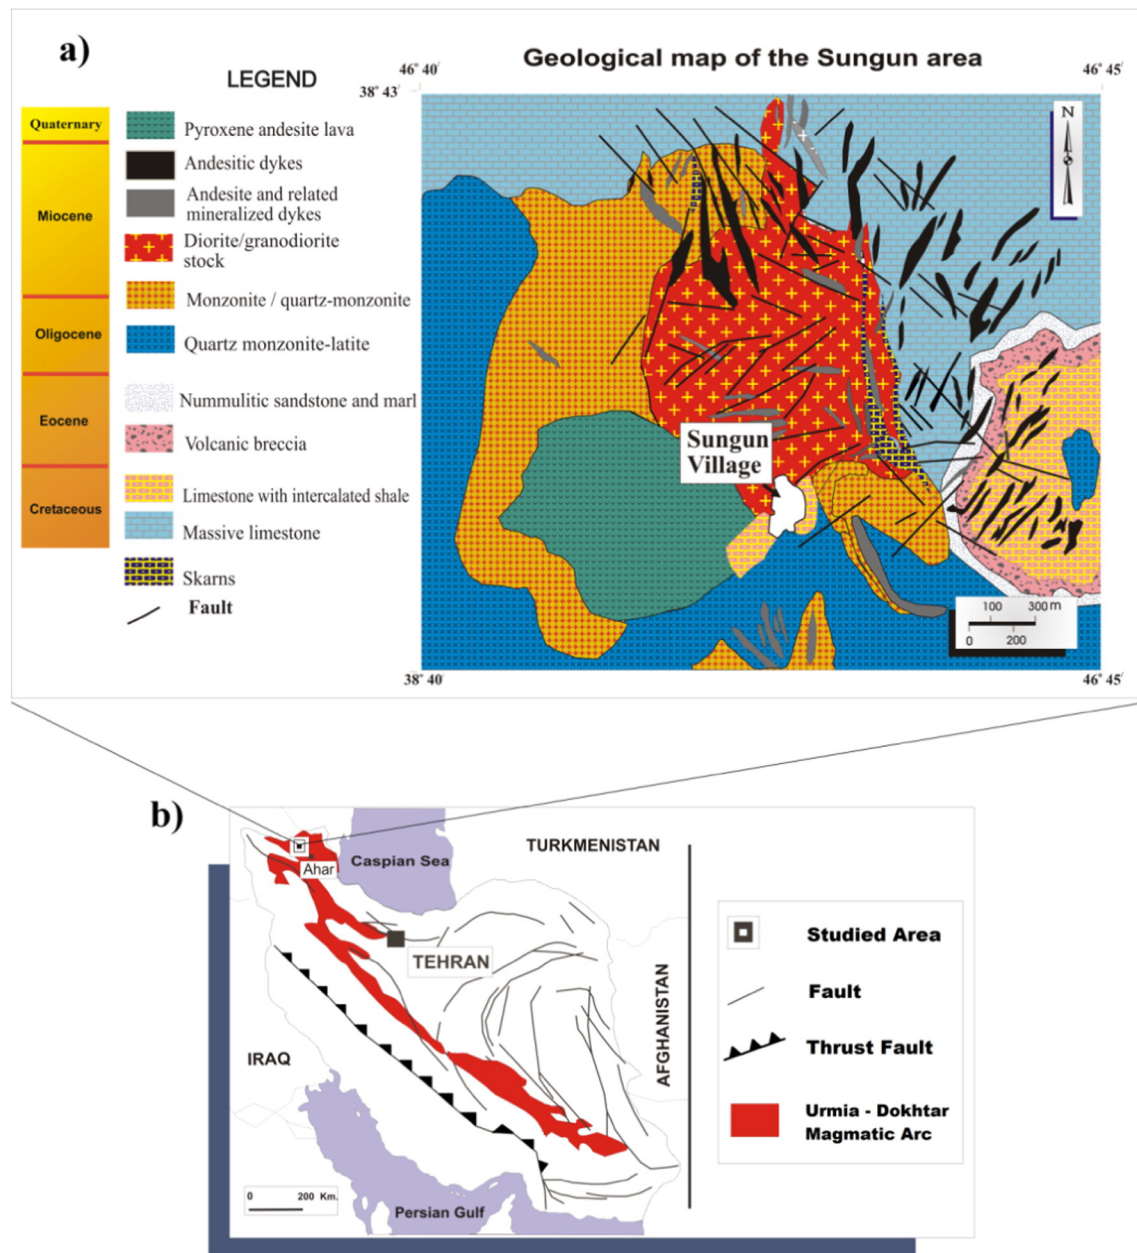 a)
Geological map of the Sungun area
LEGEND
Quaternary
Miocene
Oligocene
Eocene
Cretaceous
Pyroxene andesite lava
Andesitic dykes
Andesite and related
mineralized dykes
Diorite/granodiorite
stock
Monzonite / quartz-monzonite
Quartz monzonite-latite
Nummulitic sandstone and marl
Volcanic breccia
Limestone with intercalated shale
Massive limestone
Skarns
Fault
46° 40′
46° 45′
38° 43′
N
Sungun
Village
100 300 m
0 200
38° 40′
46° 45′
b)
TURKMENISTAN
Caspian Sea
Ahar
TEHRAN
AFGHANISTAN
IRAQ
Persian Gulf
0 200 Km.
Studied Area
Fault
Thrust Fault
Urmia - Dokhtar
Magmatic Arc